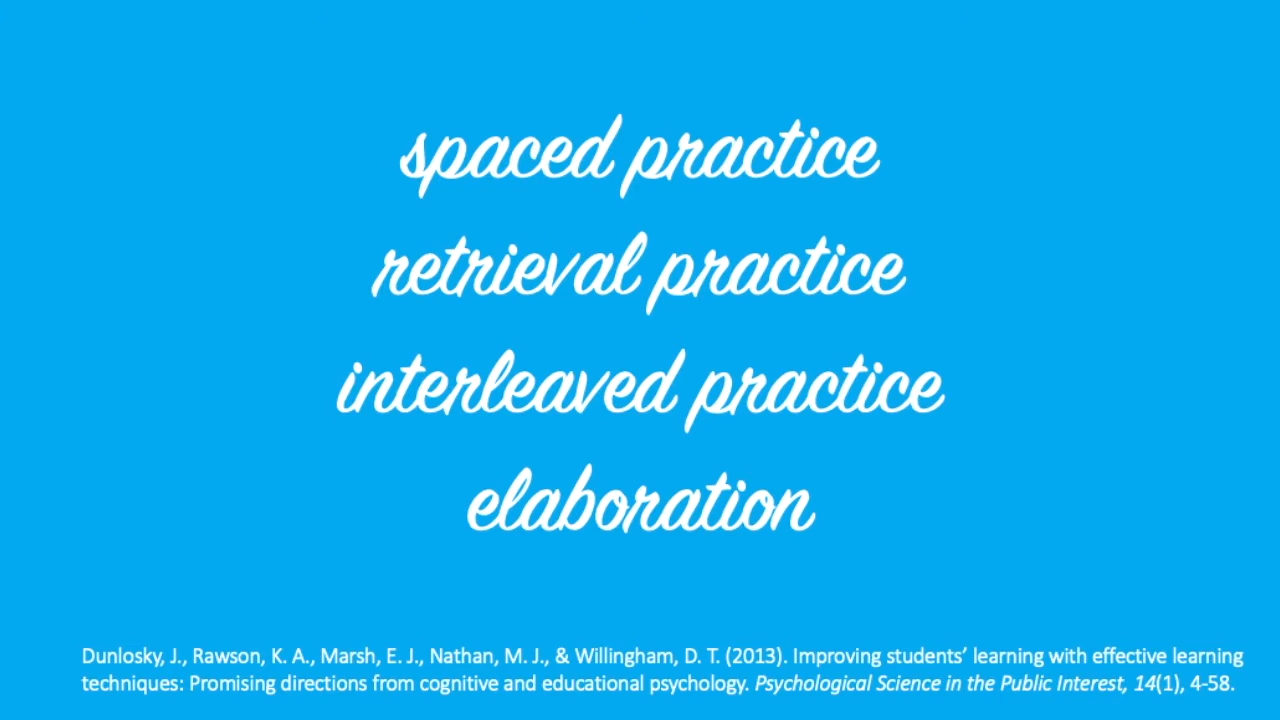 spaced practice
retrieval practice
interleaved practice
elaboration
Dunlosky, J., Rawson, K. A., Marsh, E. J., Nathan, M. J., & Willingham, D. T. (2013). Improving students’ learning with effective learning
techniques: Promising directions from cognitive and educational psychology. Psychological Science in the Public Interest, 14(1), 4-58.